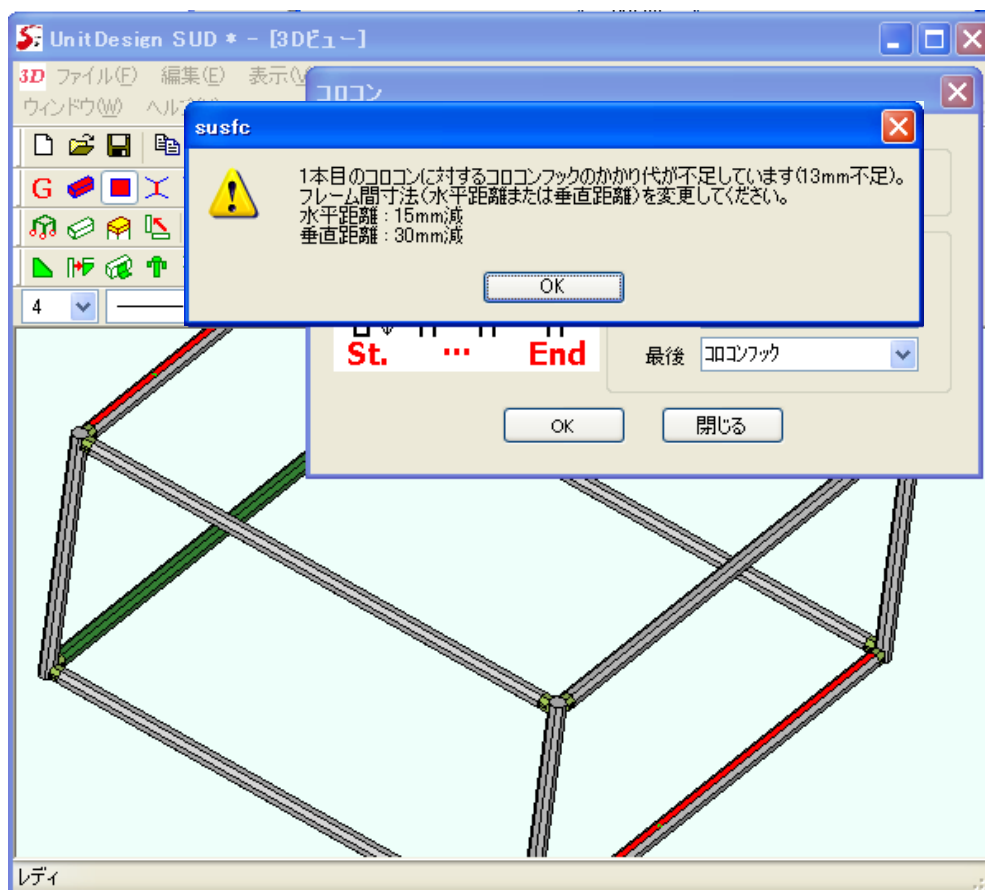 UnitDesign SUD * - [3Dビュー]
3D ファイル(F) 編集(E) 表示(V
ウィンドウ(W) ヘル
コロコン
susfc
1本目のコロコンに対するコロコンフックのかかり代が不足しています(13mm不足)。
フレーム間寸法(水平距離または垂直距離)を変更してください。
水平距離:15mm減
垂直距離:30mm減
OK
G
4
St. ... End
最後 コロコンフック
OK 閉じる
レディ